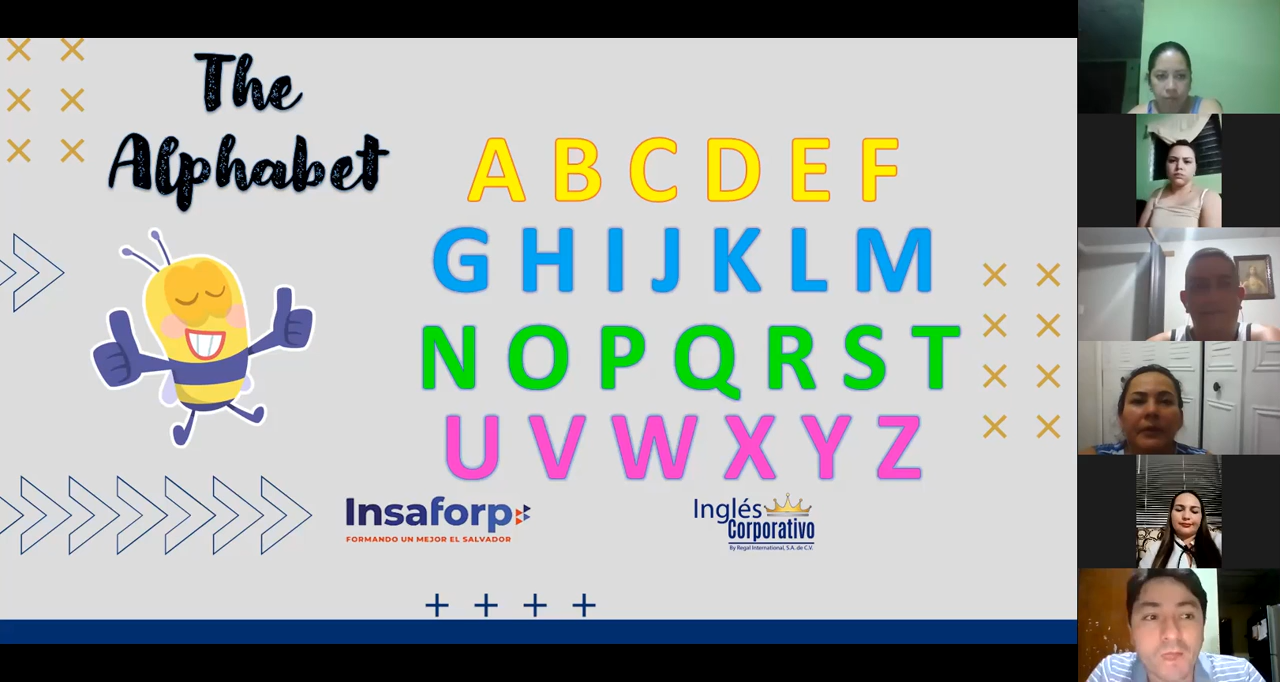 The
Alphabet
A B C D E F
G H I J K L M
N O P Q R S T
U V W X Y Z
Insaforp
FORMANDO UN MEJOR EL SALVADOR
Inglés
Corporativo
By Regal International, S.A. de C.V.